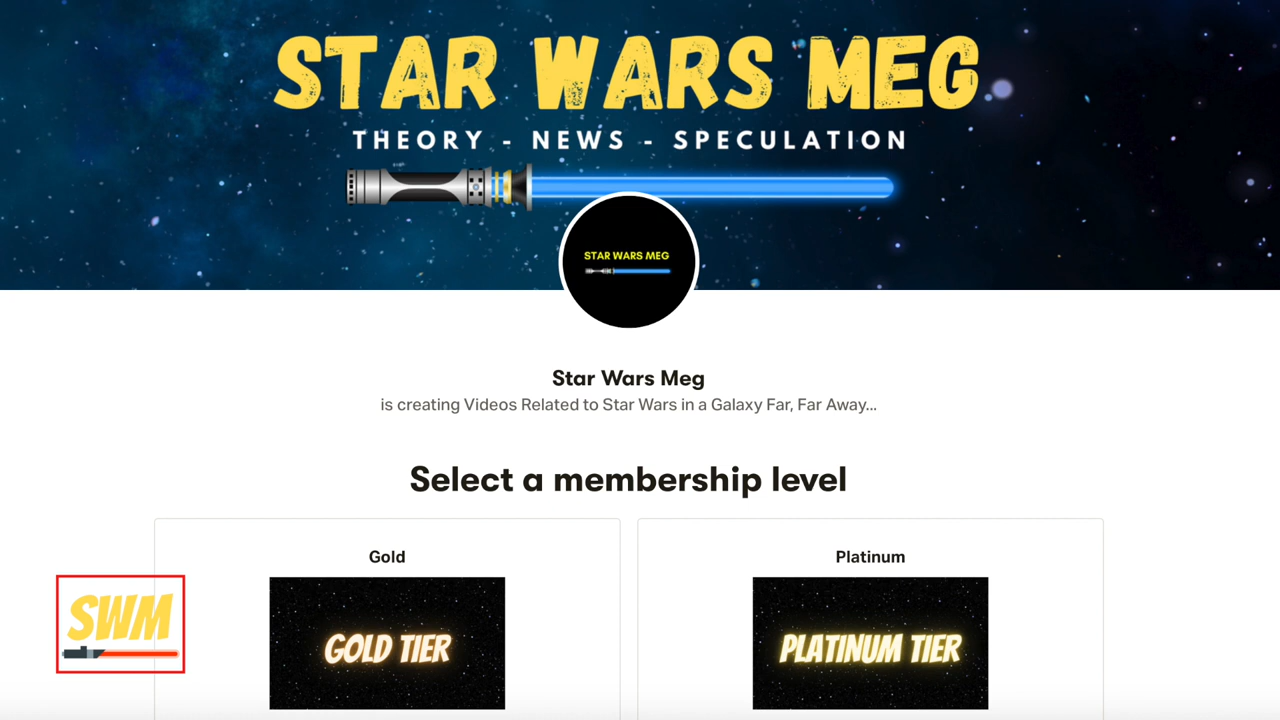 STAR WARS MEG
THEORY - NEWS - SPECULATION
STAR WARS MEG
Star Wars Meg
is creating Videos Related to Star Wars in a Galaxy Far, Far Away...
Select a membership level
Gold
Platinum
SWM
GOLD TIER
PLATINUM TIER